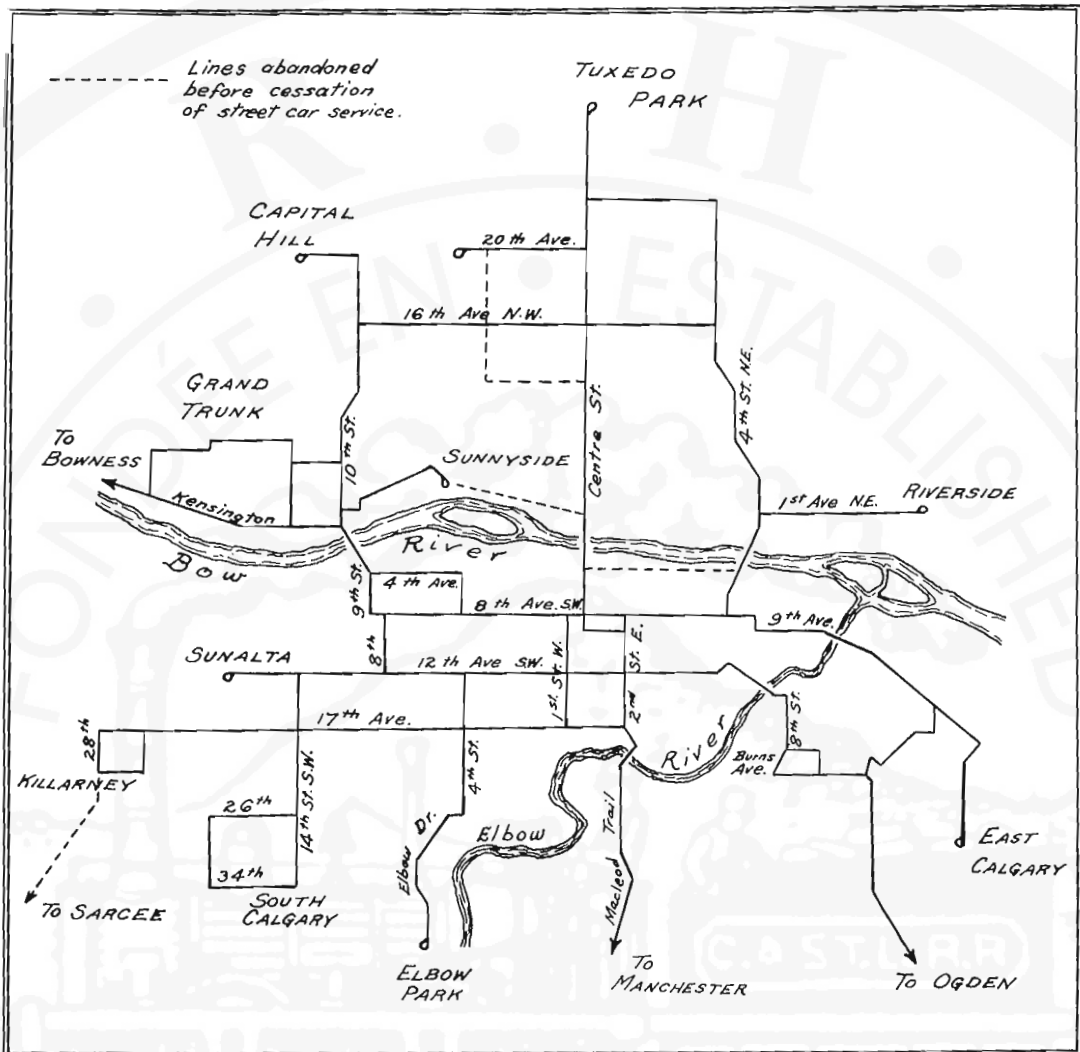 Lines abandoned
before cessation
of street car service.
TUXEDO
PARK
CAPITAL
HILL
20th Ave.
16th Ave N.W.
GRAND
TRUNK
10th St.
Centre St.
4th ST. N.E.
To
BOWNESS
SUNNYSIDE
Kensington
1st Ave N.E.
RIVERSIDE
Bow
River
9th St.
4th Ave.
8th Ave. S.W.
9th Ave.
SUNALTA
8th
12th Ave S.W.
1st. St. W.
2nd St. E.
17th Ave.
28th
River
8th St.
Burns
Ave.
KILLARNEY
14th St. S.W.
4th St.
26th
Elbow Dr.
Elbow
Macleod Trail
EAST
CALGARY
34th
TO SARCEE
SOUTH
CALGARY
ELBOW
PARK
To
MANCHESTER
To OGDEN
R H
FONDÉE EN • ESTABLISHED
C. & ST. L. R.R